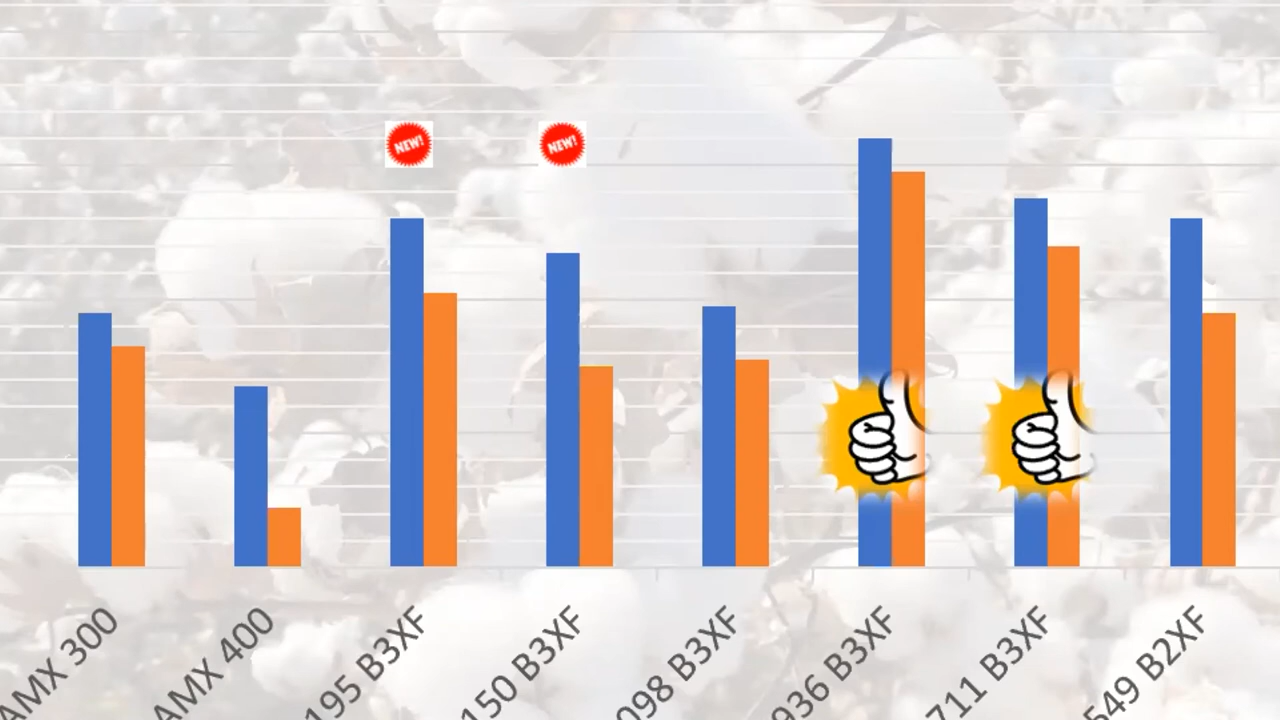 NEW!
NEW!
AMX 300
AMX 400
195 B3XF
150 B3XF
098 B3XF
936 B3XF
711 B3XF
549 B2XF